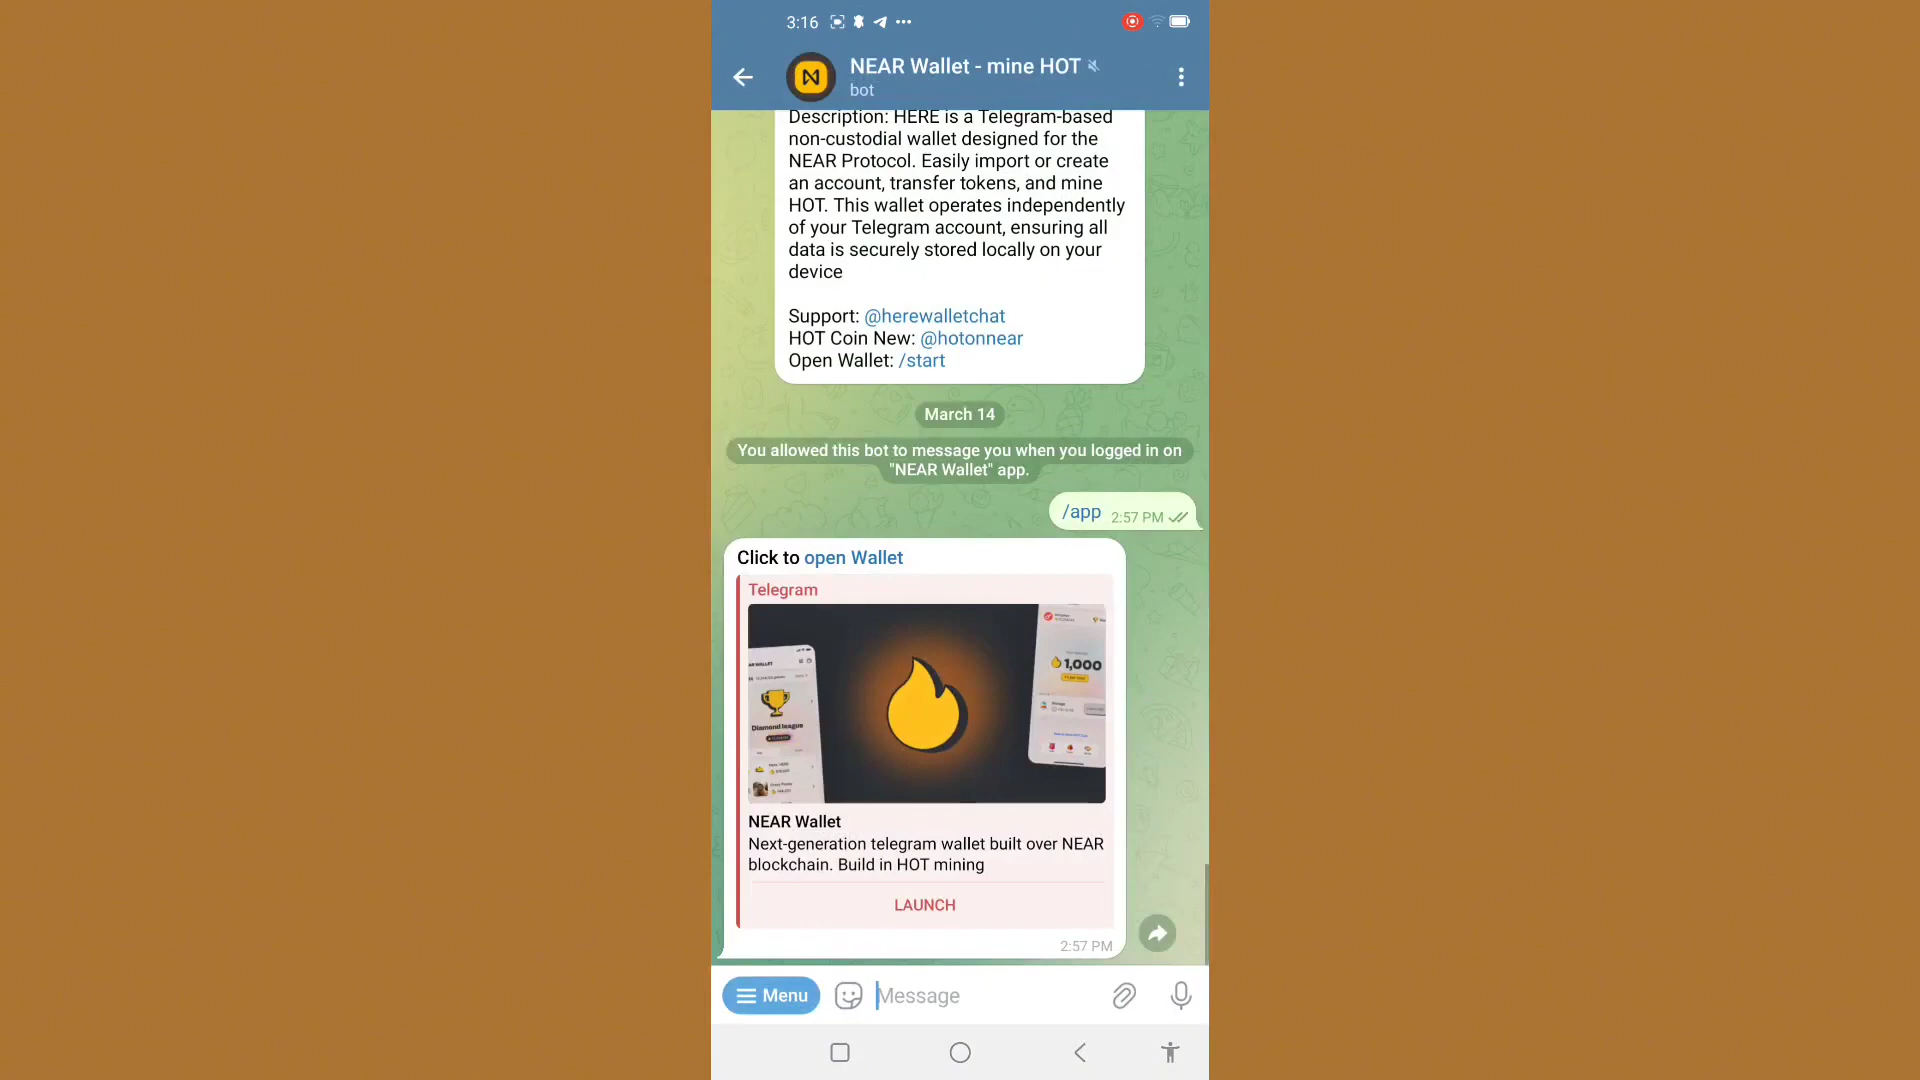 3:16
NEAR Wallet - mine HOT
bot
Description: HERE is a Telegram-based
non-custodial wallet designed for the
NEAR Protocol. Easily import or create
an account, transfer tokens, and mine
HOT. This wallet operates independently
of your Telegram account, ensuring all
data is securely stored locally on your
device
Support: @herewalletchat
HOT Coin New: @hotonnear
Open Wallet: /start
March 14
You allowed this bot to message you when you logged in on
"NEAR Wallet" app.
/app 2:57 PM
Click to open Wallet
Telegram
1,000
Diamond league
NEAR Wallet
Next-generation telegram wallet built over NEAR
blockchain. Build in HOT mining
LAUNCH
2:57 PM
Menu
Message